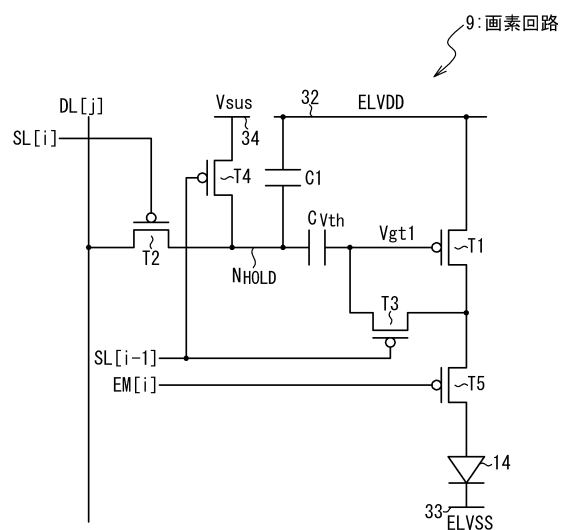 9:画素回路
DL[j]
SL[i]
Vsus
34
32
ELVDD
T4
C1
T2
NHOLD
CVth
Vgt1
T1
T3
SL[i-1]
EM[i]
T5
14
33
ELVSS